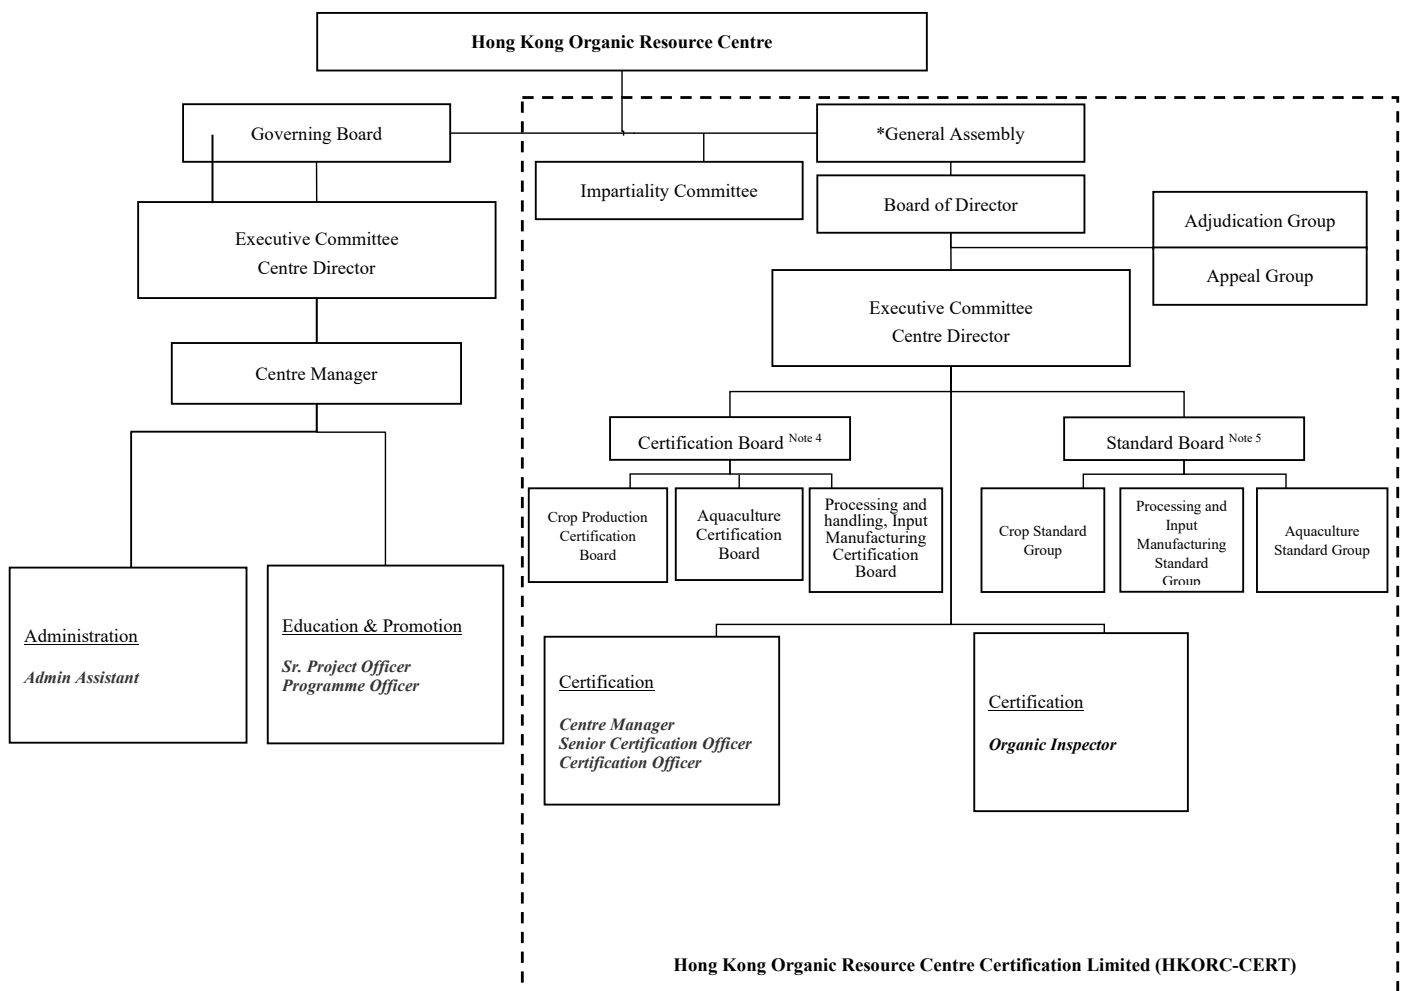 Hong Kong Organic Resource Centre
Governing Board
*General Assembly
Impartiality Committee
Board of Director
Adjudication Group
Appeal Group
Executive Committee
Centre Director
Executive Committee
Centre Director
Centre Manager
Certification Board Note 4
Standard Board Note 5
Crop Production
Certification
Board
Aquaculture
Certification
Board
Processing and
handling, Input
Manufacturing
Certification
Board
Crop Standard
Group
Processing and
Input
Manufacturing
Standard
Group
Aquaculture
Standard Group
Administration
Admin Assistant
Education & Promotion
Sr. Project Officer
Programme Officer
Certification
Centre Manager
Senior Certification Officer
Certification Officer
Certification
Organic Inspector
Hong Kong Organic Resource Centre Certification Limited (HKORC-CERT)